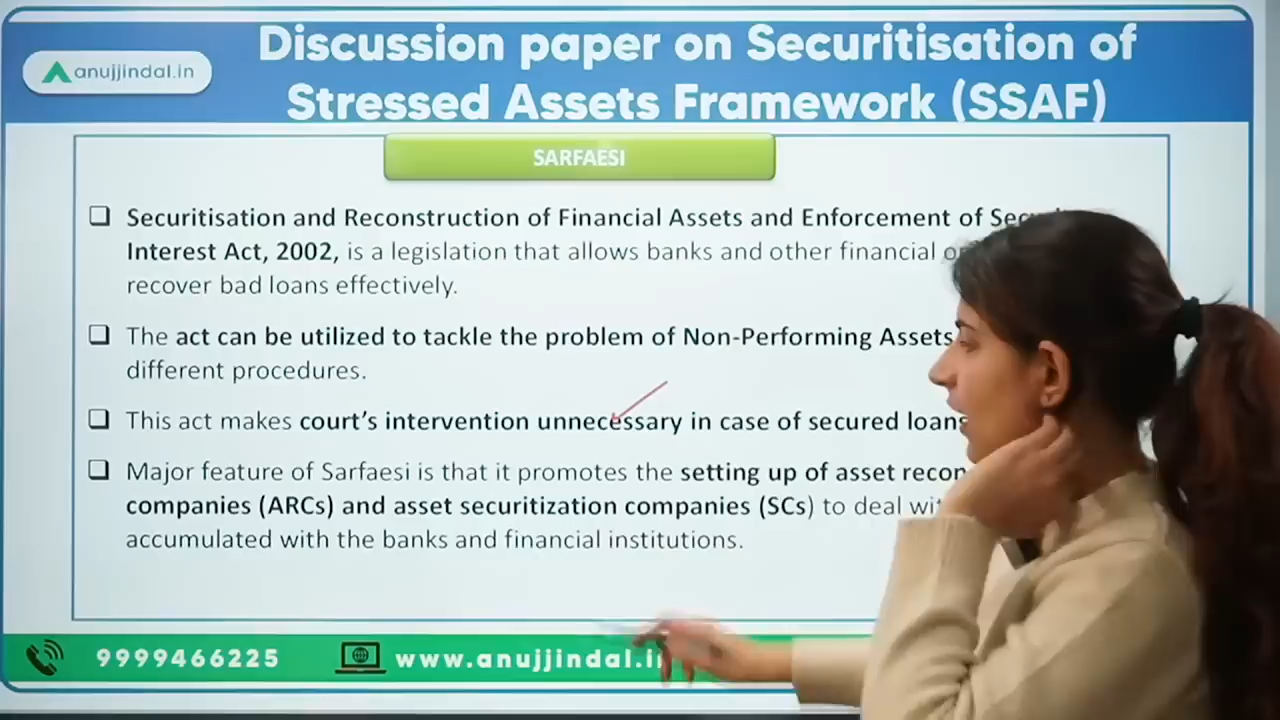 anujjindal.in
Discussion paper on Securitisation of
Stressed Assets Framework (SSAF)
SARFAESI
Securitisation and Reconstruction of Financial Assets and Enforcement of
Interest Act, 2002, is a legislation that allows banks and other financial
recover bad loans effectively.
The act can be utilized to tackle the problem of Non-Performing Assets
different procedures.
This act makes court's intervention unnecessary in case of secured loans
Major feature of Sarfaesi is that it promotes the setting up of asset
companies (ARCs) and asset securitization companies (SCs) to deal
accumulated with the banks and financial institutions.
9999466225
www.anujjindal.in